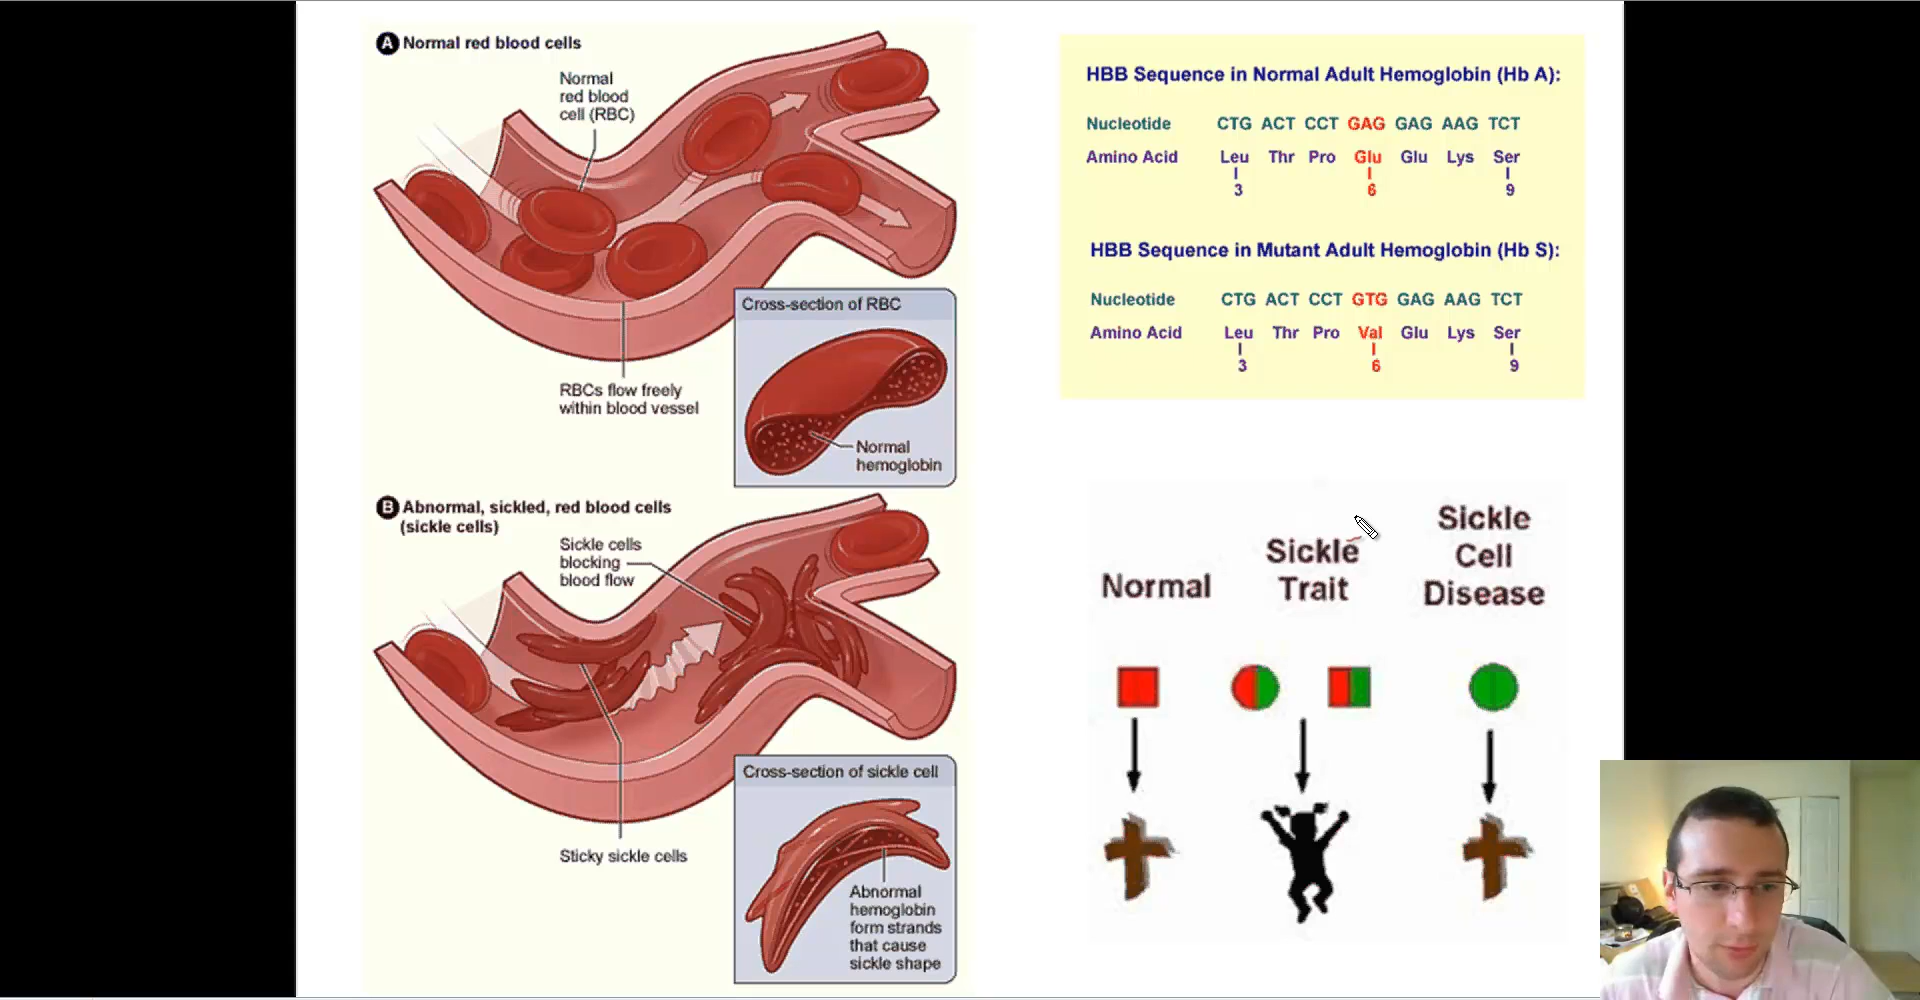 A Normal red blood cells
Normal
red blood
cell (RBC)
RBCs flow freely
within blood vessel
Cross-section of RBC
Normal
hemoglobin
B Abnormal, sickled, red blood cells
(sickle cells)
Sickle cells
blocking
blood flow
Sticky sickle cells
Cross-section of sickle cell
Abnormal
hemoglobin
form strands
that cause
sickle shape
HBB Sequence in Normal Adult Hemoglobin (Hb A):
Nucleotide CTG ACT CCT GAG GAG AAG TCT
Amino Acid Leu Thr Pro Glu Glu Lys Ser
3 6 9
HBB Sequence in Mutant Adult Hemoglobin (Hb S):
Nucleotide CTG ACT CCT GTG GAG AAG TCT
Amino Acid Leu Thr Pro Val Glu Lys Ser
3 6 9
Normal
Sickle
Trait
Sickle
Cell
Disease